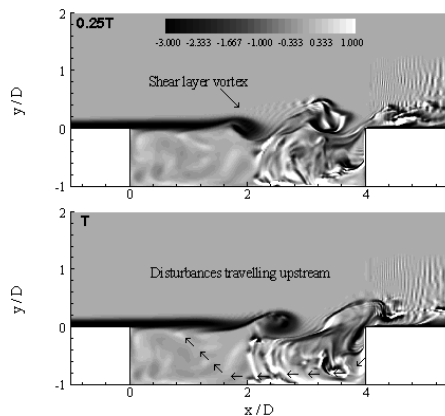 0.25T
-3.000 -2.333 -1.667 -1.000 -0.333 0.333 1.000
Shear layer vortex
y / D
2
1
0
-1
0 2 4
T
Disturbances travelling upstream
y / D
2
1
0
-1
0 2 4
x / D